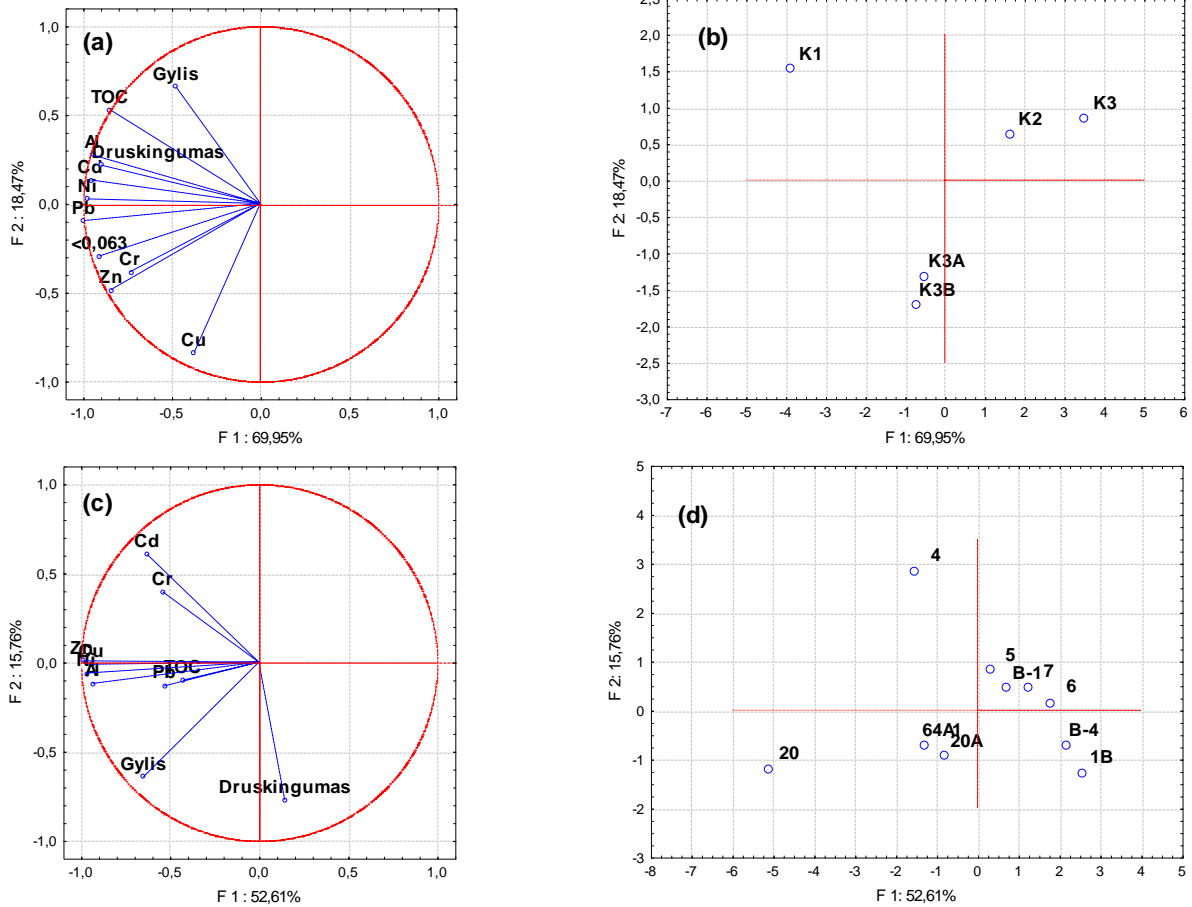 (a)
1,0
0,5
0,0
-0,5
-1,0
F 2 : 18,47%
Gylis
TOC
Al
Druskingumas
Cd
Ni
Pb
<0,063
Cr
Zn
Cu
-1,0 -0,5 0,0 0,5 1,0
F 1 : 69,95%
(b)
2,5
2,0
1,5
1,0
0,5
0,0
-0,5
-1,0
-1,5
-2,0
-2,5
-3,0
F 2: 18,47%
K1
K3
K2
K3A
K3B
-7 -6 -5 -4 -3 -2 -1 0 1 2 3 4 5 6
F 1: 69,95%
(c)
1,0
0,5
0,0
-0,5
-1,0
F 2 : 15,76%
Cd
Cr
Zn
Cu
Al
Pb
TOC
Gylis
Druskingumas
-1,0 -0,5 0,0 0,5 1,0
F 1 : 52,61%
(d)
5
4
3
2
1
0
-1
-2
-3
F 2: 15,76%
4
5
B-1
7
6
64A1
20A
B-4
20
1B
-8 -7 -6 -5 -4 -3 -2 -1 0 1 2 3 4 5
F 1: 52,61%